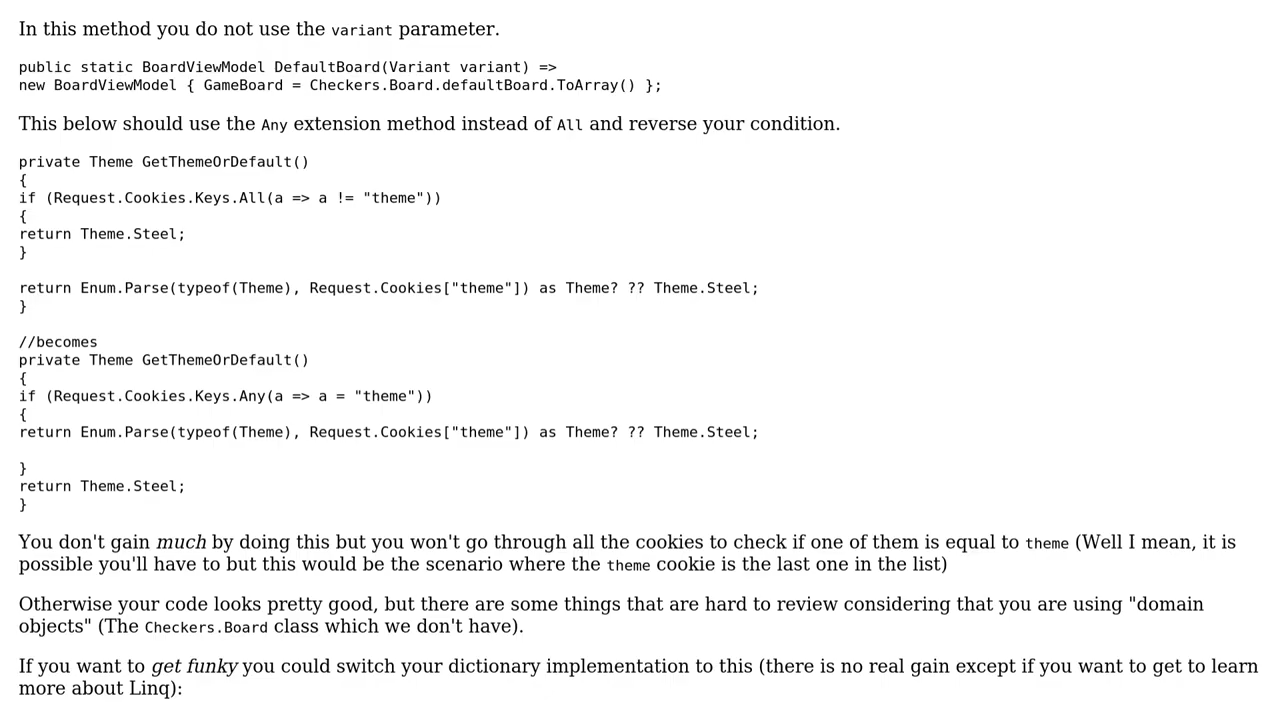 In this method you do not use the variant parameter.
public static BoardViewModel DefaultBoard(Variant variant) =>
new BoardViewModel { GameBoard = Checkers.Board.defaultBoard.ToArray() };
This below should use the Any extension method instead of All and reverse your condition.
private Theme GetThemeOrDefault()
{
if (Request.Cookies.Keys.All(a => a != "theme"))
{
return Theme.Steel;
}
return Enum.Parse(typeof(Theme), Request.Cookies["theme"]) as Theme? ?? Theme.Steel;
}
//becomes
private Theme GetThemeOrDefault()
{
if (Request.Cookies.Keys.Any(a => a = "theme"))
{
return Enum.Parse(typeof(Theme), Request.Cookies["theme"]) as Theme? ?? Theme.Steel;
}
return Theme.Steel;
}
You don't gain much by doing this but you won't go through all the cookies to check if one of them is equal to theme (Well I mean, it is
possible you'll have to but this would be the scenario where the theme cookie is the last one in the list)
Otherwise your code looks pretty good, but there are some things that are hard to review considering that you are using "domain
objects" (The Checkers.Board class which we don't have).
If you want to get funky you could switch your dictionary implementation to this (there is no real gain except if you want to get to learn
more about Linq):